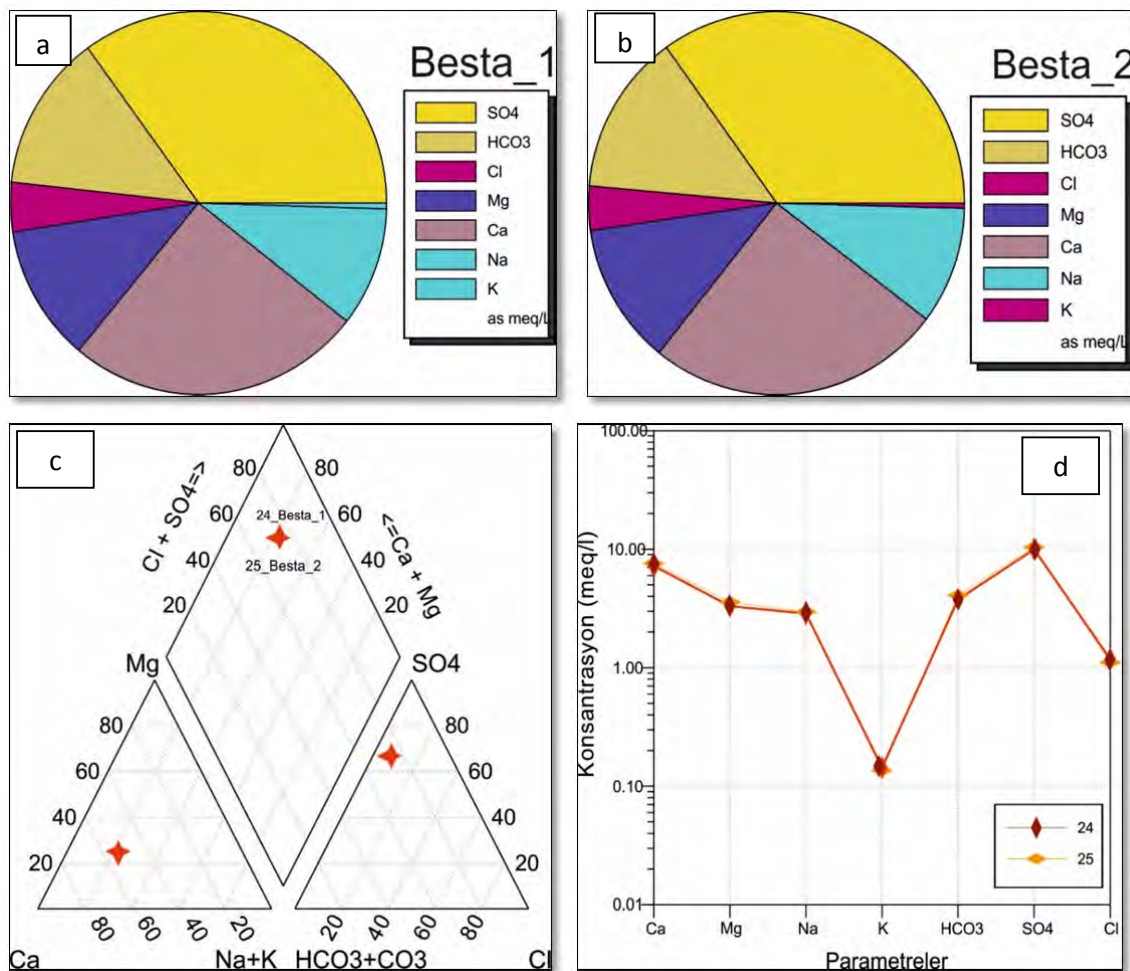 a
Besta_1
SO4
HCO3
Cl
Mg
Ca
Na
K
as meq/L
b
Besta_2
SO4
HCO3
Cl
Mg
Ca
Na
K
as meq/L
c
80 80
60 60
40 40
20 20
Cl + SO4=>
<=Ca + Mg
24_Besta_1
25_Besta_2
Mg SO4
80 80
60 60
40 40
20 20
80 60 40 20 20 40 60 80
Ca Na+K HCO3+CO3 Cl
d
100.00
10.00
1.00
0.10
0.01
Konsantrasyon (meq/l)
24
25
Ca Mg Na K HCO3 SO4 Cl
Parametreler